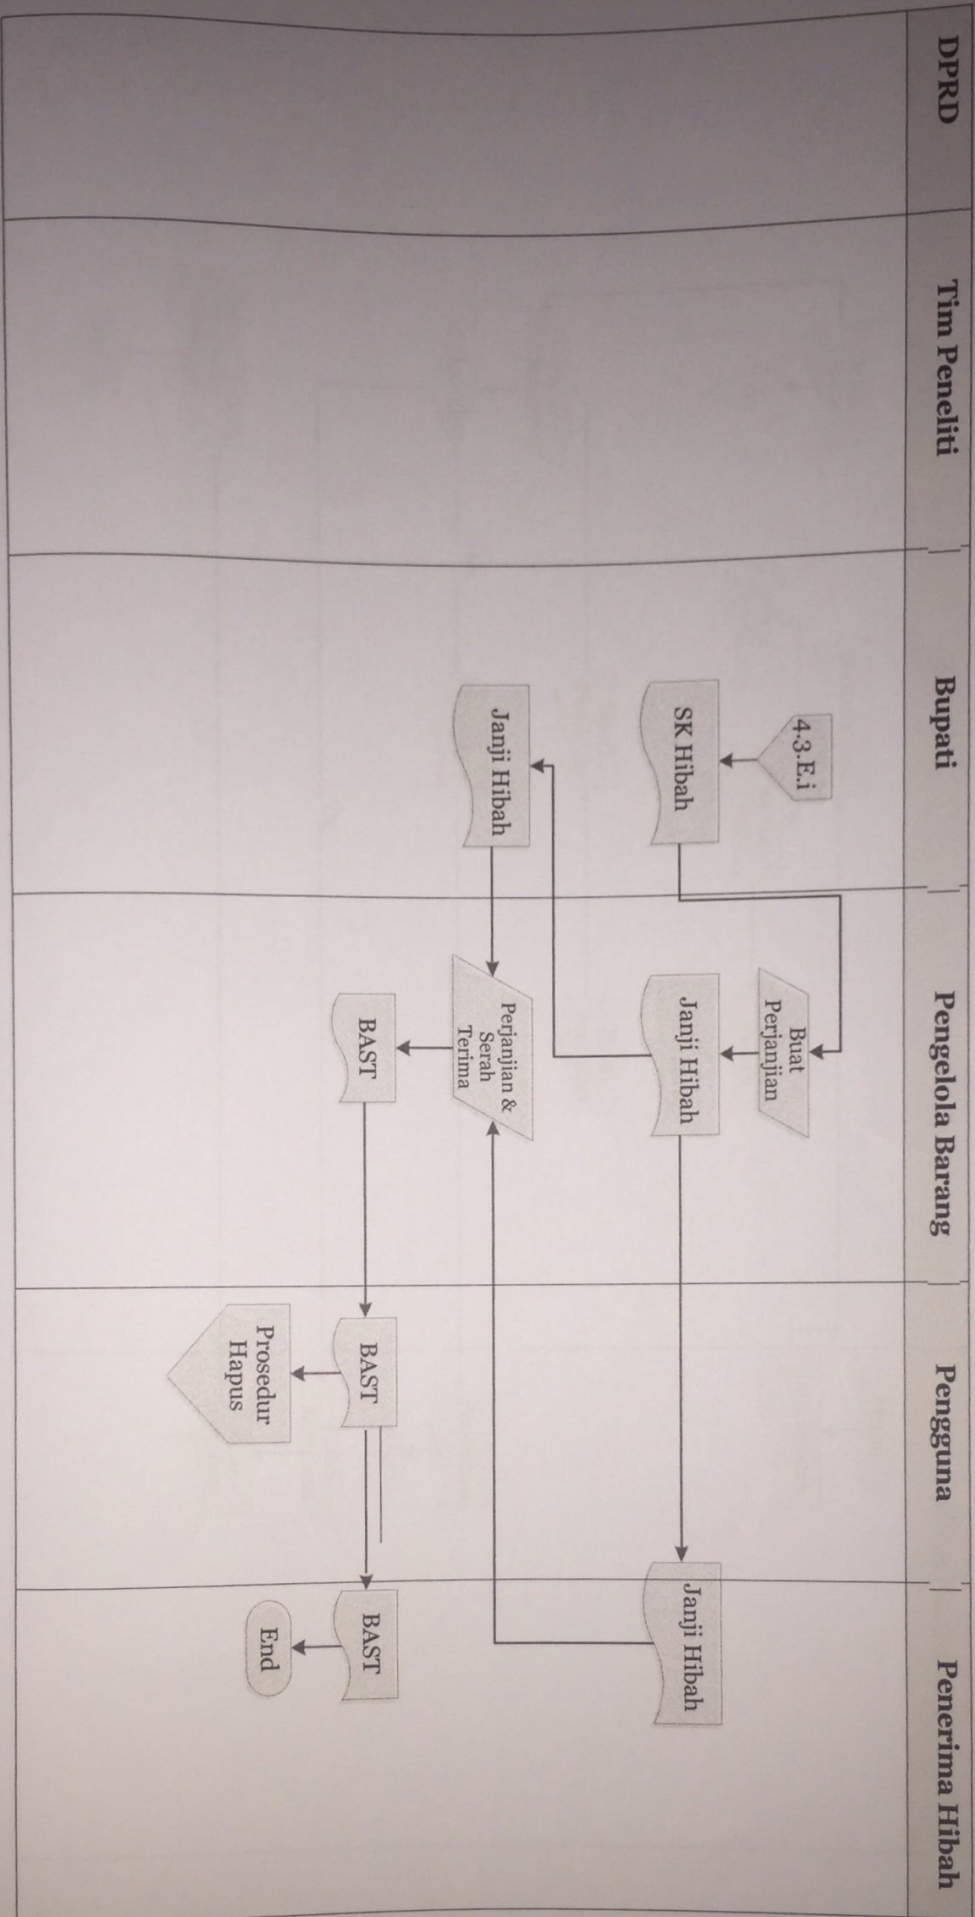 DPRD
Tim Peneliti
Bupati
Pengelola Barang
Pengguna
Penerima Hibah
4.3.E.i
Buat
Perjanjian
SK Hibah
Janji Hibah
Janji Hibah
Janji Hibah
Perjanjian &
Serah
Terima
BAST
BAST
BAST
Prosedur
Hapus
End